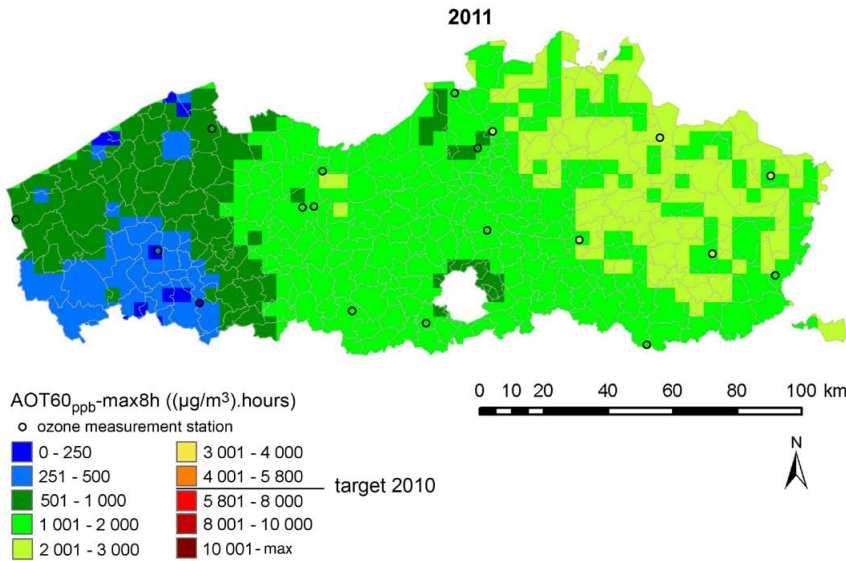 2011
AOT60ppb-max8h ((µg/m³).hours)
ozone measurement station
0 - 250
251 - 500
501 - 1 000
1 001 - 2 000
2 001 - 3 000
3 001 - 4 000
4 001 - 5 800
target 2010
5 801 - 8 000
8 001 - 10 000
10 001 - max
0 20 40 60 80 100 km
N